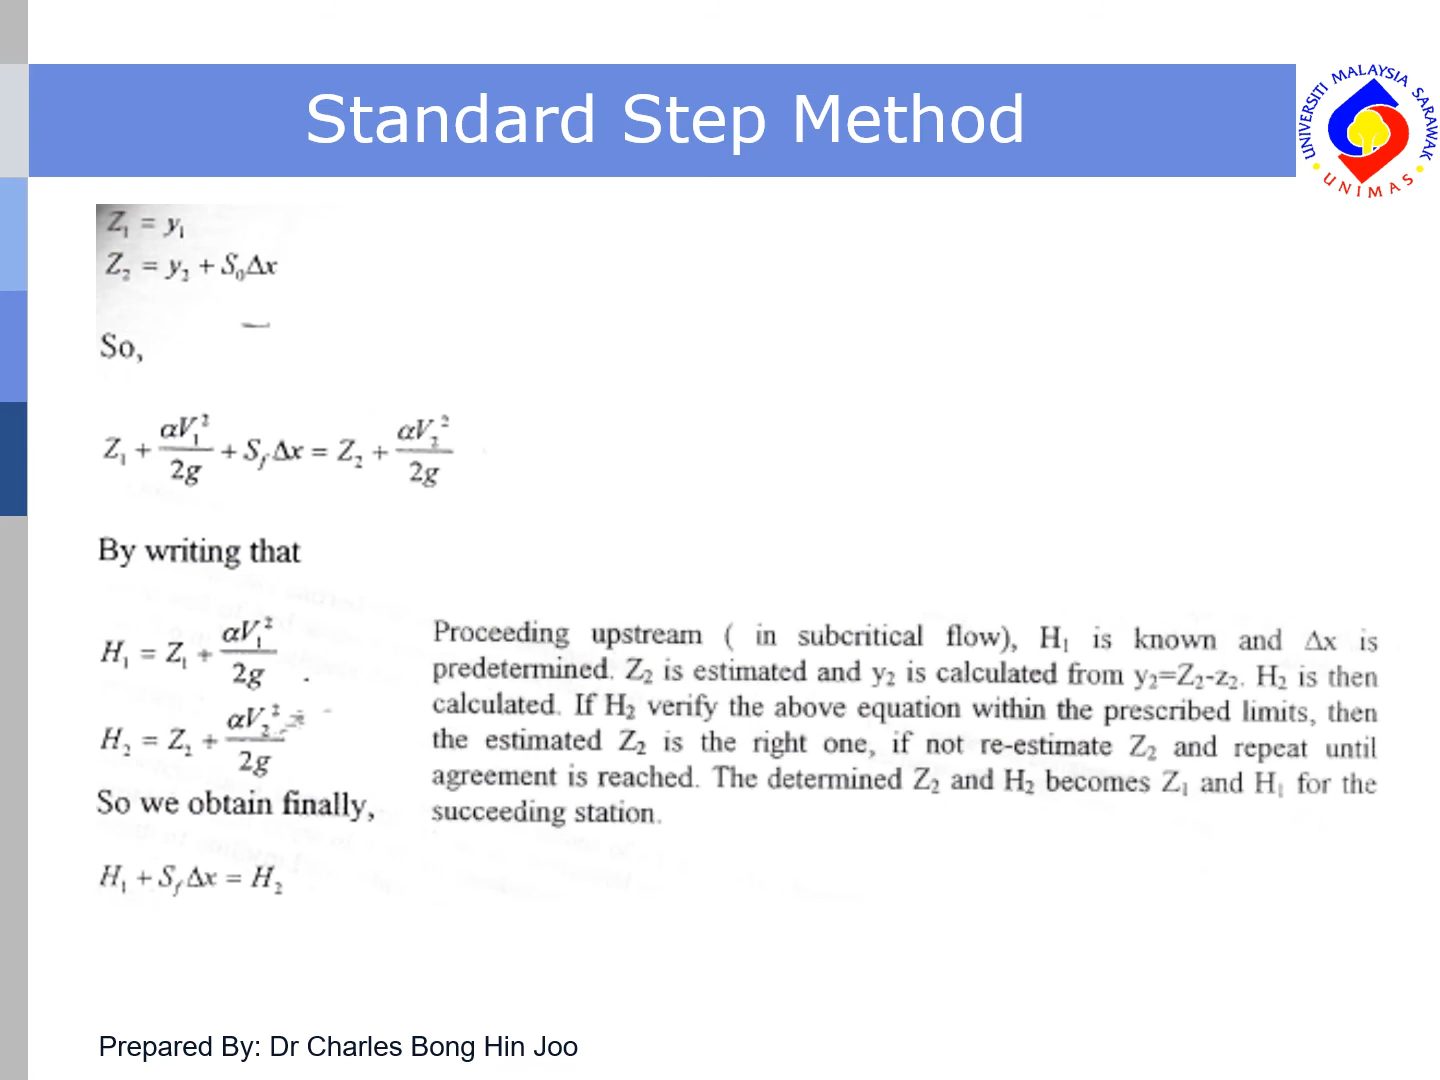 Standard Step Method
UNIVERSITI MALAYSIA SARAWAK
UNIMAS
Z₁ = y₁
Z₂ = y₂ + S₀Δx
So,
Z₁ + αV₁²/2g + S_fΔx = Z₂ + αV₂²/2g
By writing that
H₁ = Z₁ + αV₁²/2g
H₂ = Z₂ + αV₂²/2g
So we obtain finally,
H₁ + S_fΔx = H₂
Proceeding upstream ( in subcritical flow), H₁ is known and Δx is
predetermined. Z₂ is estimated and y₂ is calculated from y₂=Z₂-z₂. H₂ is then
calculated. If H₂ verify the above equation within the prescribed limits, then
the estimated Z₂ is the right one, if not re-estimate Z₂ and repeat until
agreement is reached. The determined Z₂ and H₂ becomes Z₁ and H₁ for the
succeeding station.
Prepared By: Dr Charles Bong Hin Joo